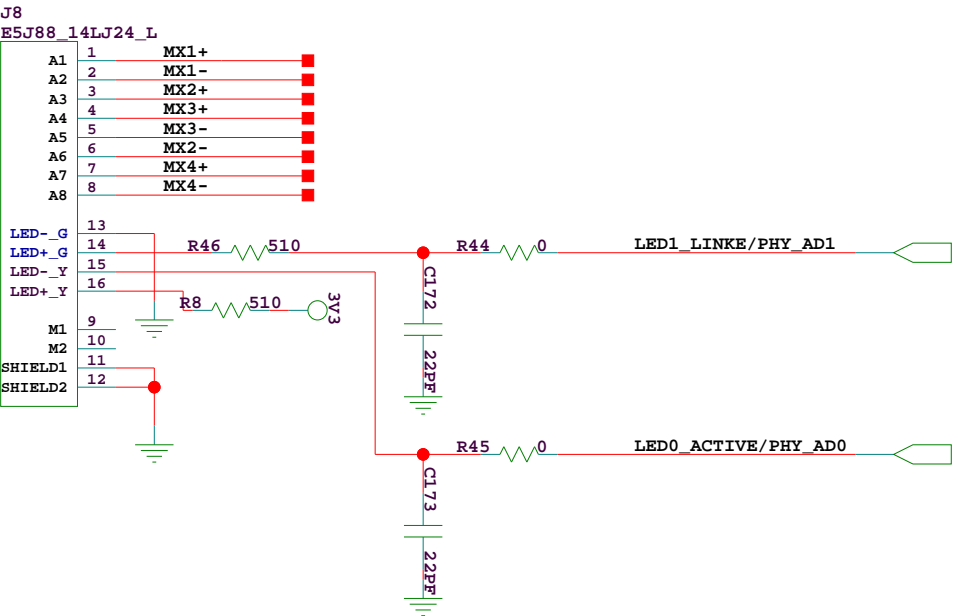 J8
E5J88_14LJ24_L
A1 1 MX1+
A2 2 MX1-
A3 3 MX2+
A4 4 MX3+
A5 5 MX3-
A6 6 MX2-
A7 7 MX4+
A8 8 MX4-
LED-_G 13
LED+_G 14 R46 510 R44 0 LED1_LINKE/PHY_AD1
LED-_Y 15
LED+_Y 16 R8 510 3V3
C172
22PF
M1 9
M2 10
SHIELD1 11
SHIELD2 12
R45 0 LED0_ACTIVE/PHY_AD0
C173
22PF